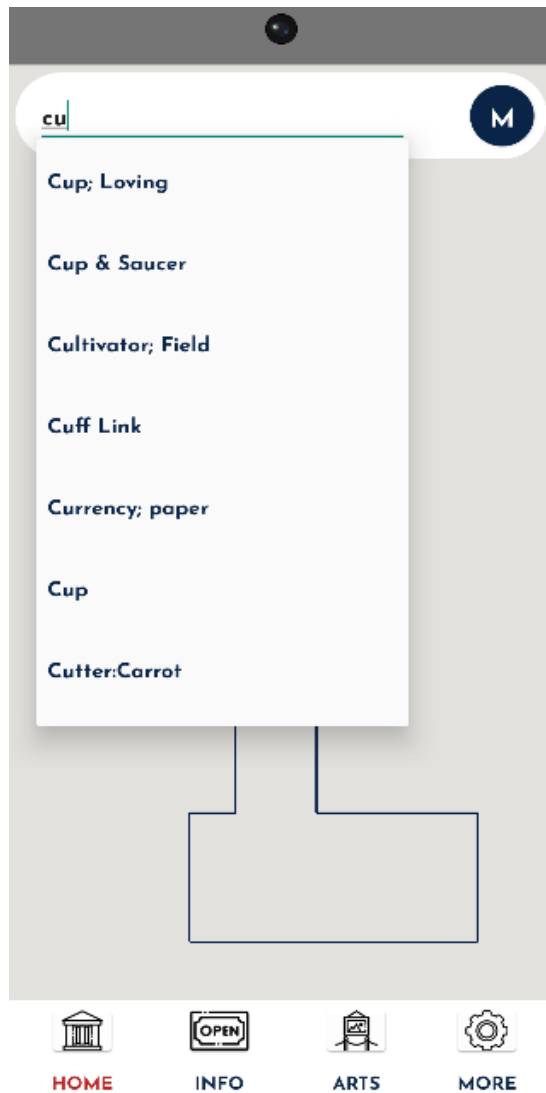 cu
M
Cup; Loving
Cup & Saucer
Cultivator; Field
Cuff Link
Currency; paper
Cup
Cutter:Carrot
OPEN
HOME
INFO
ARTS
MORE